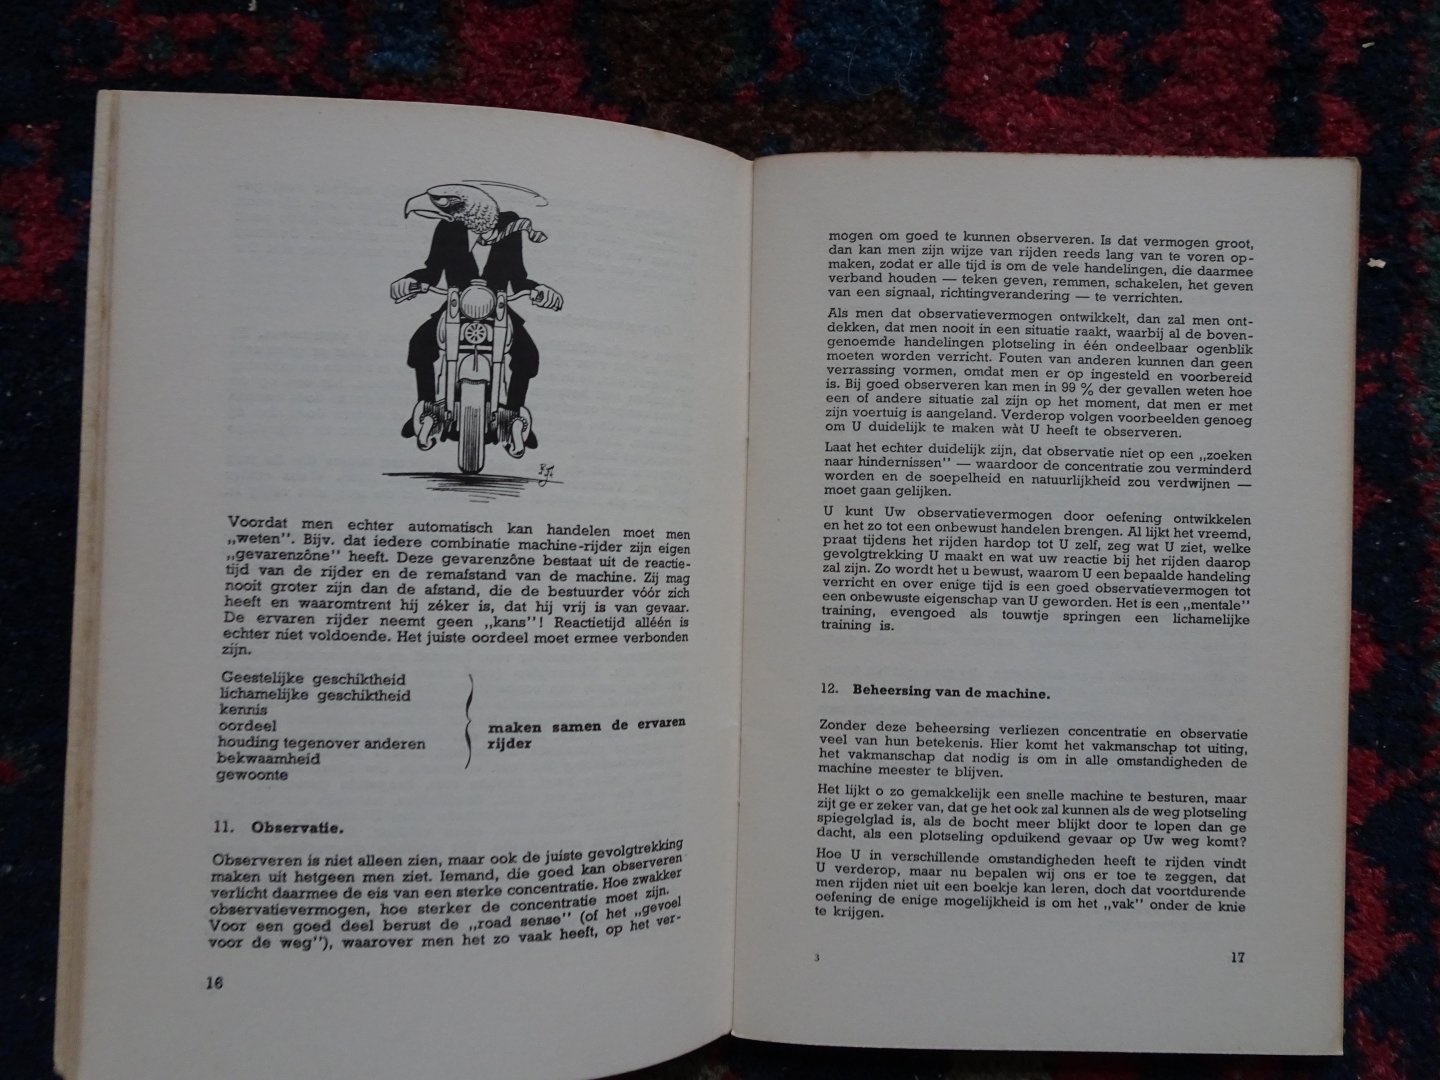 Voordat men echter automatisch kan handelen moet men
„weten". Bijv. dat iedere combinatie machine-rijder zijn eigen
„gevarenzône" heeft. Deze gevarenzône bestaat uit de reactie-
tijd van de rijder en de remafstand van de machine. Zij mag
nooit groter zijn dan de afstand, die de bestuurder vóór zich
heeft en waaromtrent hij zéker is, dat hij vrij is van gevaar.
De ervaren rijder neemt geen „kans"! Reactietijd alléén is
echter niet voldoende. Het juiste oordeel moet ermee verbonden
zijn.
Geestelijke geschiktheid
lichamelijke geschiktheid
kennis
oordeel
houding tegenover anderen
bekwaamheid
gewoonte
maken samen de ervaren
rijder
11. Observatie.
Observeren is niet alleen zien, maar ook de juiste gevolgtrekking
maken uit hetgeen men ziet. Iemand, die goed kan observeren
verlicht daarmee de eis van een sterke concentratie. Hoe zwakker
observatievermogen, hoe sterker de concentratie moet zijn.
Voor een goed deel berust de „road sense" (of het „gevoel
voor de weg"), waarover men het zo vaak heeft, op het ver-
16
mogen om goed te kunnen observeren. Is dat vermogen groot,
dan kan men zijn wijze van rijden reeds lang van te voren op-
maken, zodat er alle tijd is om de vele handelingen, die daarmee
verband houden — teken geven, remmen, schakelen, het geven
van een signaal, richtingverandering — te verrichten.
Als men dat observatievermogen ontwikkelt, dan zal men ont-
dekken, dat men nooit in een situatie raakt, waarbij al de boven-
genoemde handelingen plotseling in één ondeelbaar ogenblik
moeten worden verricht. Fouten van anderen kunnen dan geen
verrassing vormen, omdat men er op ingesteld en voorbereid
is. Bij goed observeren kan men in 99 % der gevallen weten hoe
een of andere situatie zal zijn op het moment, dat men er met
zijn voertuig is aangeland. Verderop volgen voorbeelden genoeg
om U duidelijk te maken wàt U heeft te observeren.
Laat het echter duidelijk zijn, dat observatie niet op een „zoeken
naar hindernissen" — waardoor de concentratie zou verminderd
worden en de soepelheid en natuurlijkheid zou verdwijnen —
moet gaan gelijken.
U kunt Uw observatievermogen door oefening ontwikkelen
en het zo tot een onbewust handelen brengen. Al lijkt het vreemd,
praat tijdens het rijden hardop tot U zelf, zeg wat U ziet, welke
gevolgtrekking U maakt en wat uw reactie bij het rijden daarop
zal zijn. Zo wordt het u bewust, waarom U een bepaalde handeling
verricht en over enige tijd is een goed observatievermogen tot
een onbewuste eigenschap van U geworden. Het is een „mentale"
training, evengoed als touwtje springen een lichamelijke
training is.
12. Beheersing van de machine.
Zonder deze beheersing verliezen concentratie en observatie
veel van hun betekenis. Hier komt het vakmanschap tot uiting,
het vakmanschap dat nodig is om in alle omstandigheden de
machine meester te blijven.
Het lijkt o zo gemakkelijk een snelle machine te besturen, maar
zijt ge er zeker van, dat ge het ook zal kunnen als de weg plotseling
spiegelglad is, als de bocht meer blijkt door te lopen dan ge
dacht, als een plotseling opduikend gevaar op Uw weg komt?
Hoe U in verschillende omstandigheden heeft te rijden vindt
U verderop, maar nu bepalen wij ons er toe te zeggen, dat
men rijden niet uit een boekje kan leren, doch dat voortdurende
oefening de enige mogelijkheid is om het „vak" onder de knie
te krijgen.
3
17